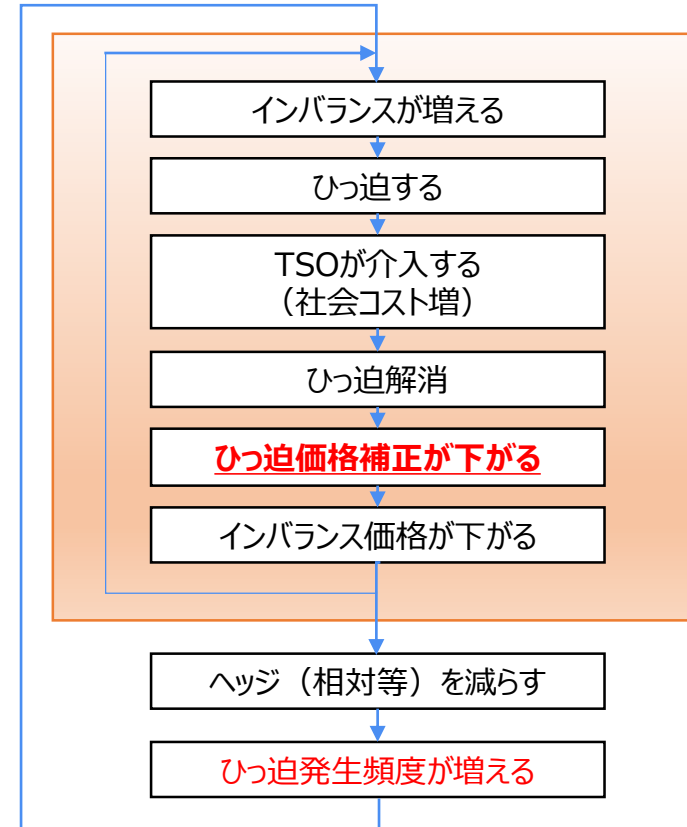 インバランスが増える
ひっ迫する
TSOが介入する
（社会コスト増）
ひっ迫解消
ひっ迫価格補正が下がる
インバランス価格が下がる
ヘッジ（相対等）を減らす
ひっ迫発生頻度が増える